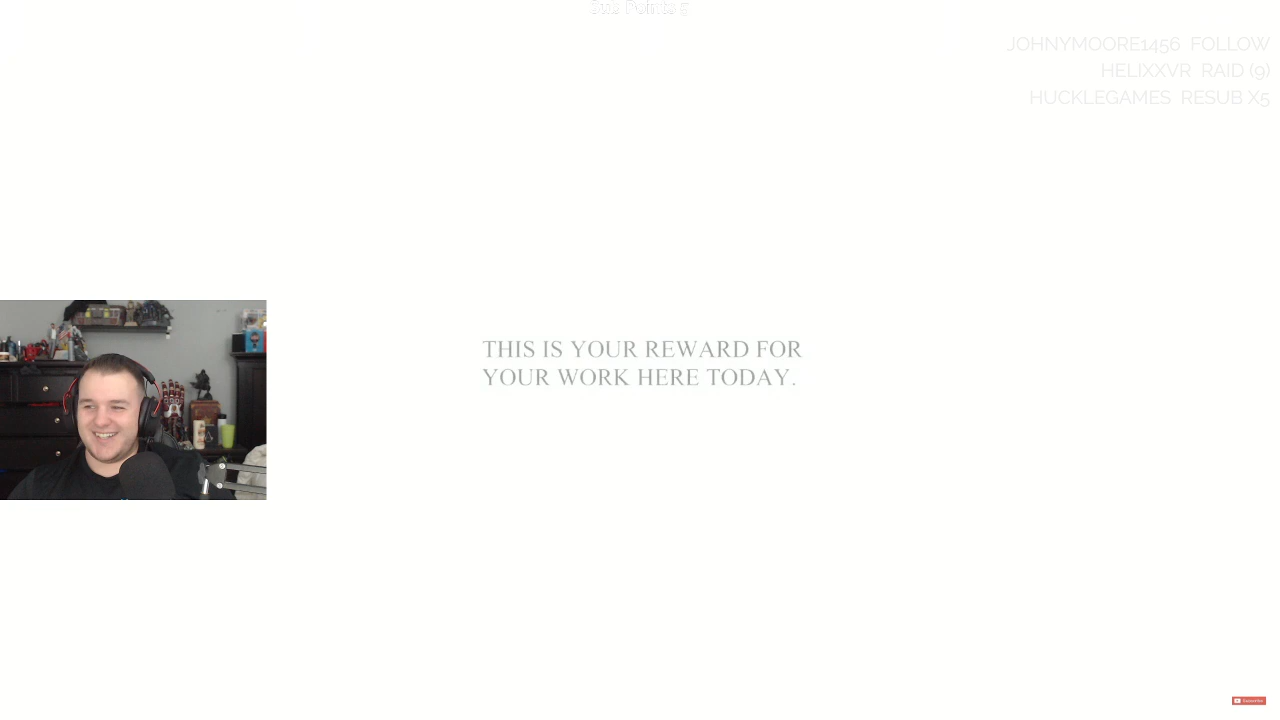 JOHNYMOORE1456 FOLLOW
HELIXXVR RAID (9)
HUCKLEGAMES RESUB X5
THIS IS YOUR REWARD FOR
YOUR WORK HERE TODAY.